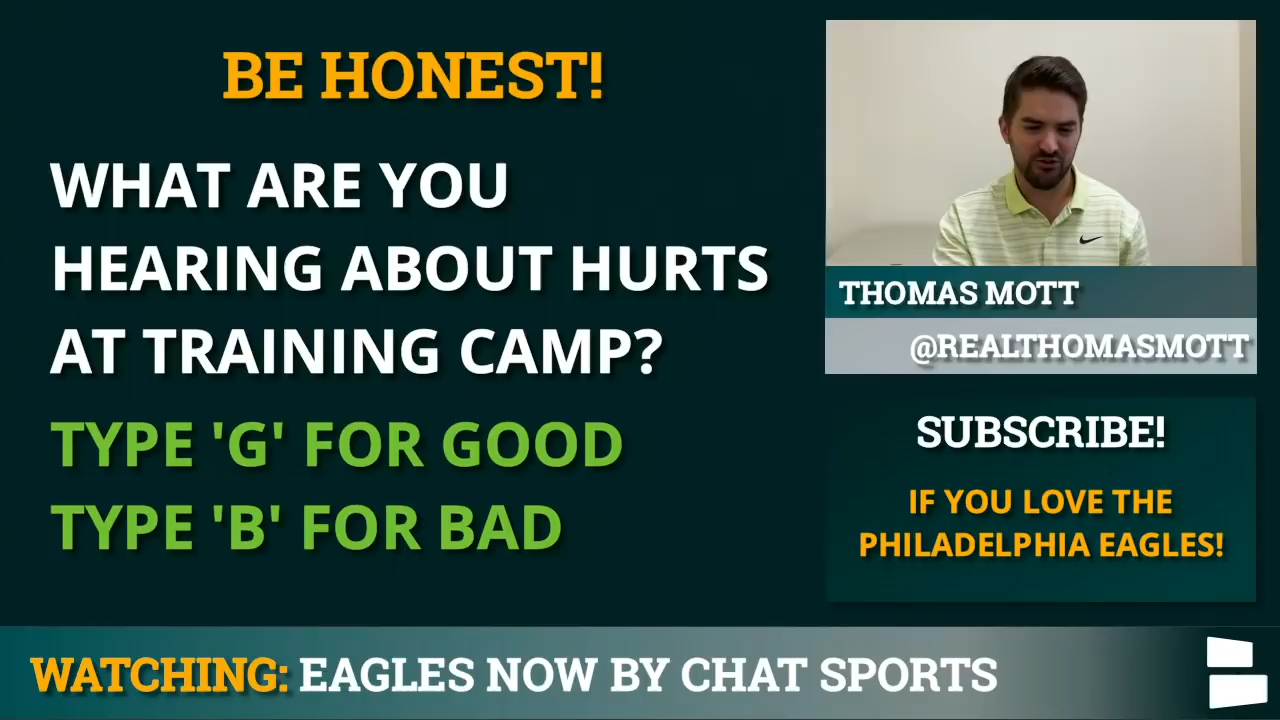 BE HONEST!
WHAT ARE YOU
HEARING ABOUT HURTS
AT TRAINING CAMP?
TYPE 'G' FOR GOOD
TYPE 'B' FOR BAD
THOMAS MOTT
@REALTHOMASMOTT
SUBSCRIBE!
IF YOU LOVE THE
PHILADELPHIA EAGLES!
WATCHING: EAGLES NOW BY CHAT SPORTS